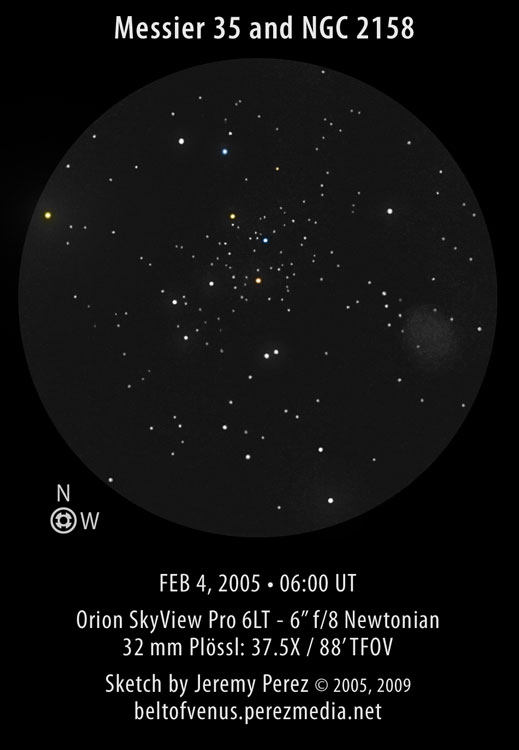 Messier 35 and NGC 2158
N
W
FEB 4, 2005 • 06:00 UT
Orion SkyView Pro 6LT - 6” f/8 Newtonian
32 mm Plössl: 37.5X / 88’ TFOV
Sketch by Jeremy Perez © 2005, 2009
beltofvenus.perezmedia.net